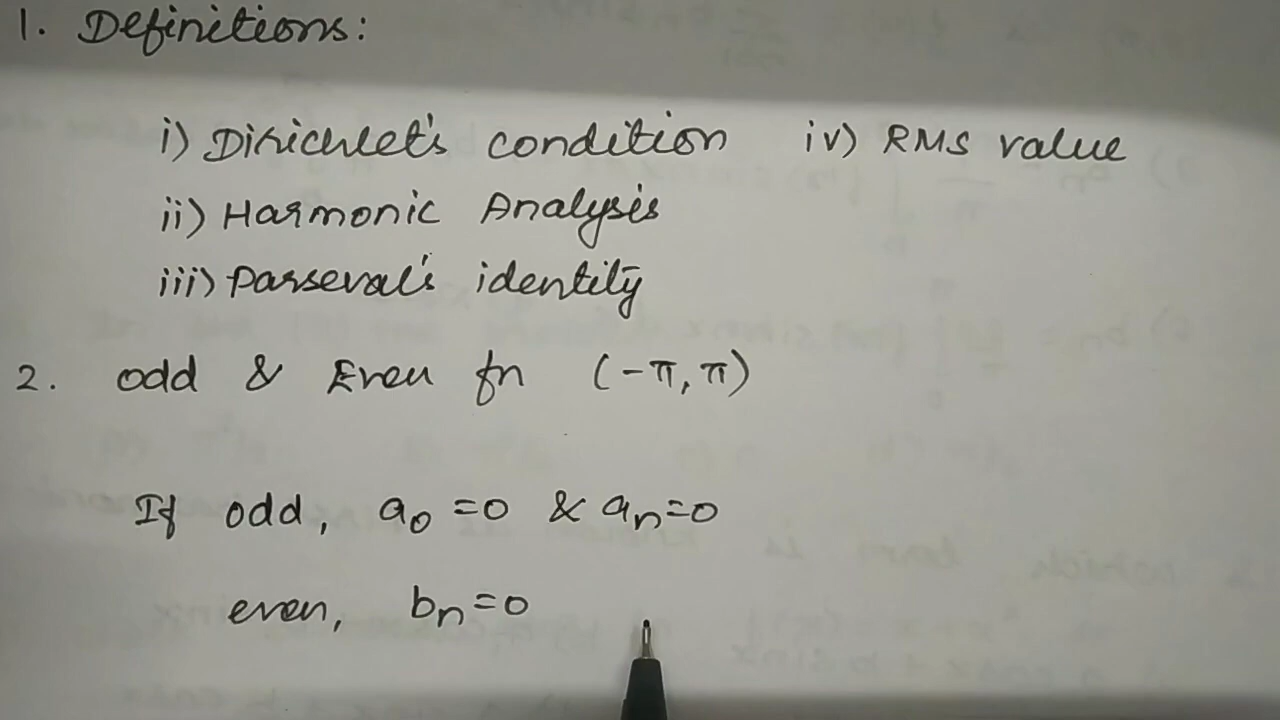 1. Definitions:
i) Dirichlet's condition iv) RMS value
ii) Harmonic Analysis
iii) Parseval's identity
2. odd & Even fn (-π, π)
If odd, a₀ =0 & aₙ=0
even, bₙ=0